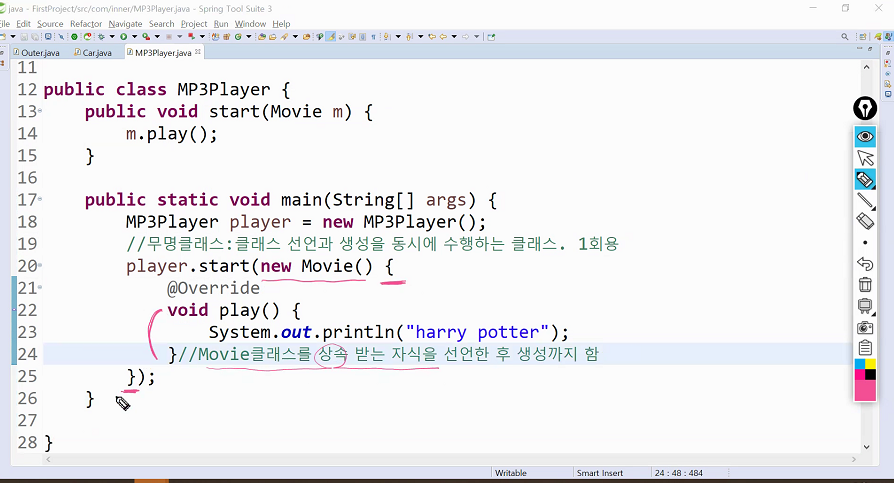 java - FirstProject/src/com/inner/MP3Player.java - Spring Tool Suite 3
File Edit Source Refactor Navigate Search Project Run Window Help
Outer.java Car.java MP3Player.java
11
12 public class MP3Player {
13 public void start(Movie m) {
14 m.play();
15 }
16
17 public static void main(String[] args) {
18 MP3Player player = new MP3Player();
19 //무명클래스:클래스 선언과 생성을 동시에 수행하는 클래스. 1회용
20 player.start(new Movie() {
21 @Override
22 void play() {
23 System.out.println("harry potter");
24 }//Movie클래스를 상속 받는 자식을 선언한 후 생성까지 함
25 });
26 }
27
28 }
Writable Smart Insert 24 : 48 : 484